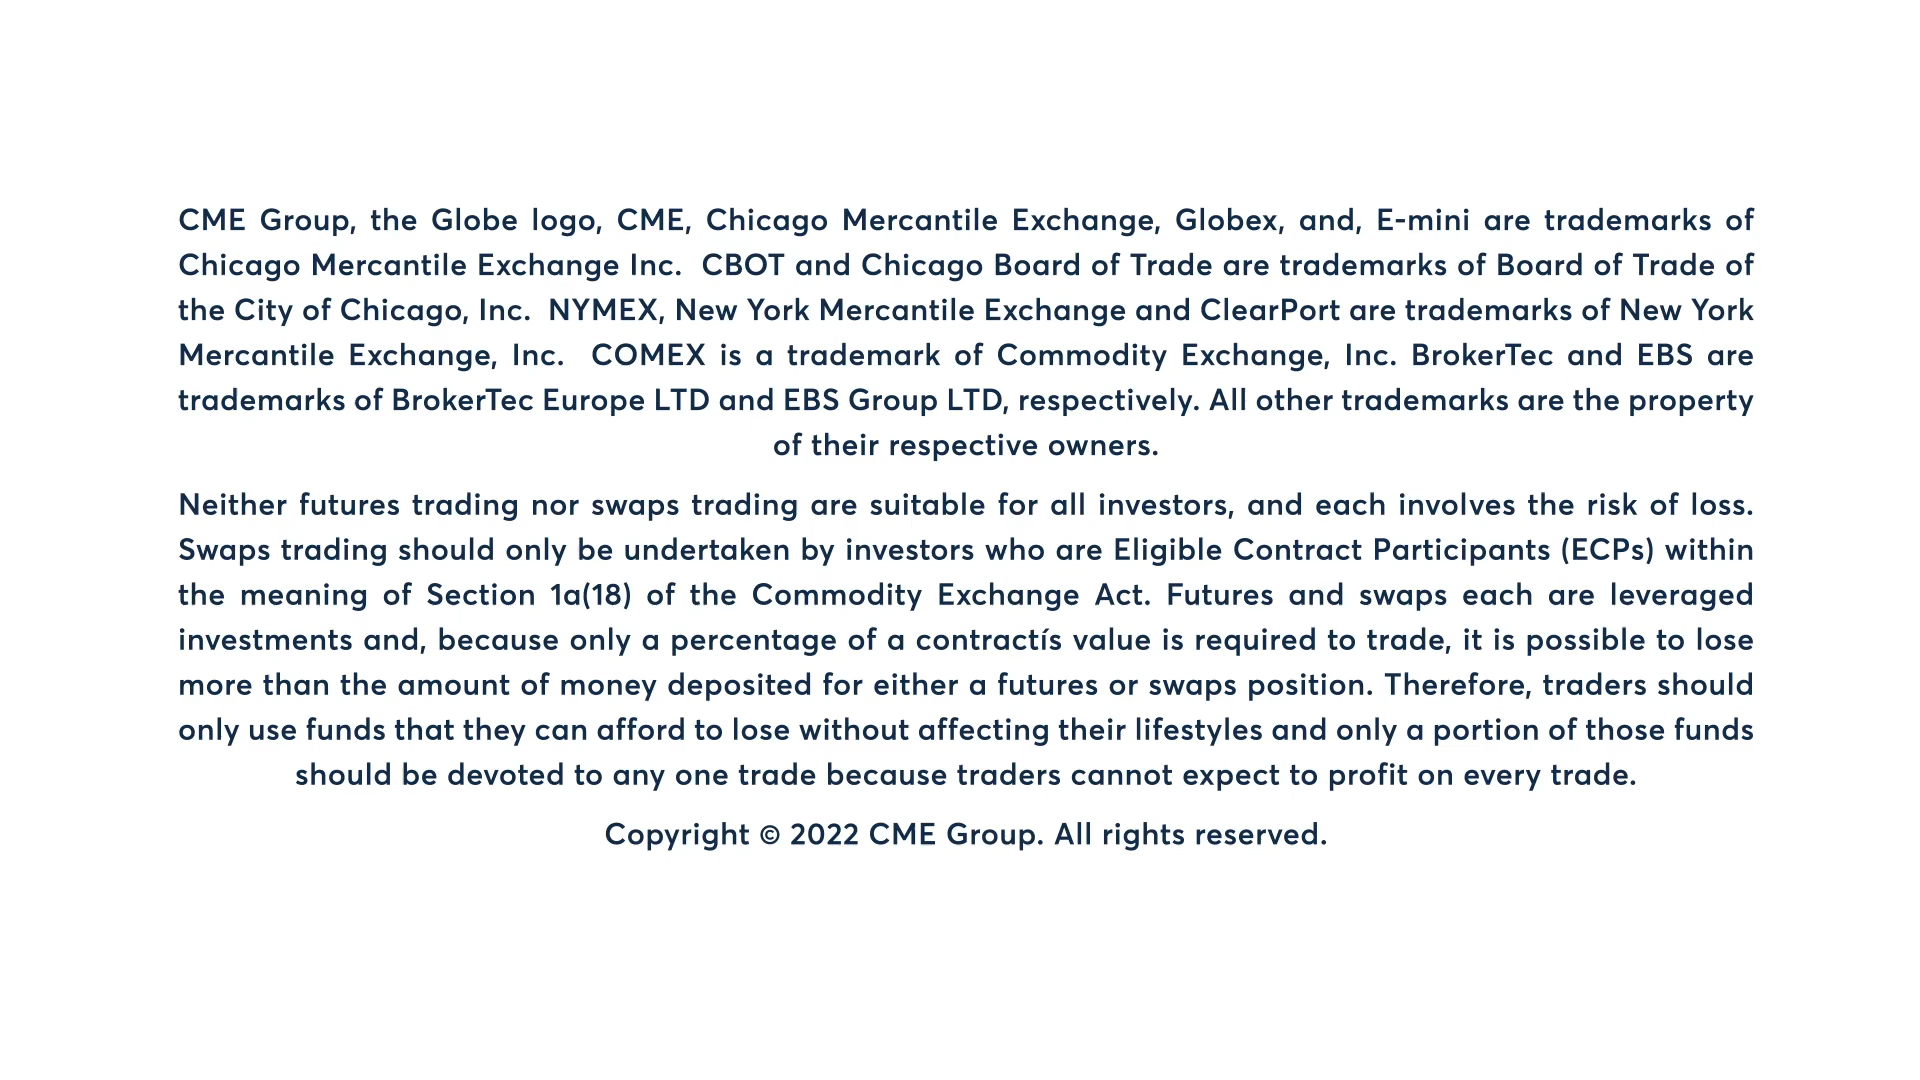 CME Group, the Globe logo, CME, Chicago Mercantile Exchange, Globex, and, E-mini are trademarks of
Chicago Mercantile Exchange Inc.  CBOT and Chicago Board of Trade are trademarks of Board of Trade of
the City of Chicago, Inc.  NYMEX, New York Mercantile Exchange and ClearPort are trademarks of New York
Mercantile Exchange, Inc.  COMEX is a trademark of Commodity Exchange, Inc. BrokerTec and EBS are
trademarks of BrokerTec Europe LTD and EBS Group LTD, respectively. All other trademarks are the property
of their respective owners.
Neither futures trading nor swaps trading are suitable for all investors, and each involves the risk of loss.
Swaps trading should only be undertaken by investors who are Eligible Contract Participants (ECPs) within
the meaning of Section 1a(18) of the Commodity Exchange Act. Futures and swaps each are leveraged
investments and, because only a percentage of a contractís value is required to trade, it is possible to lose
more than the amount of money deposited for either a futures or swaps position. Therefore, traders should
only use funds that they can afford to lose without affecting their lifestyles and only a portion of those funds
should be devoted to any one trade because traders cannot expect to profit on every trade.
Copyright © 2022 CME Group. All rights reserved.